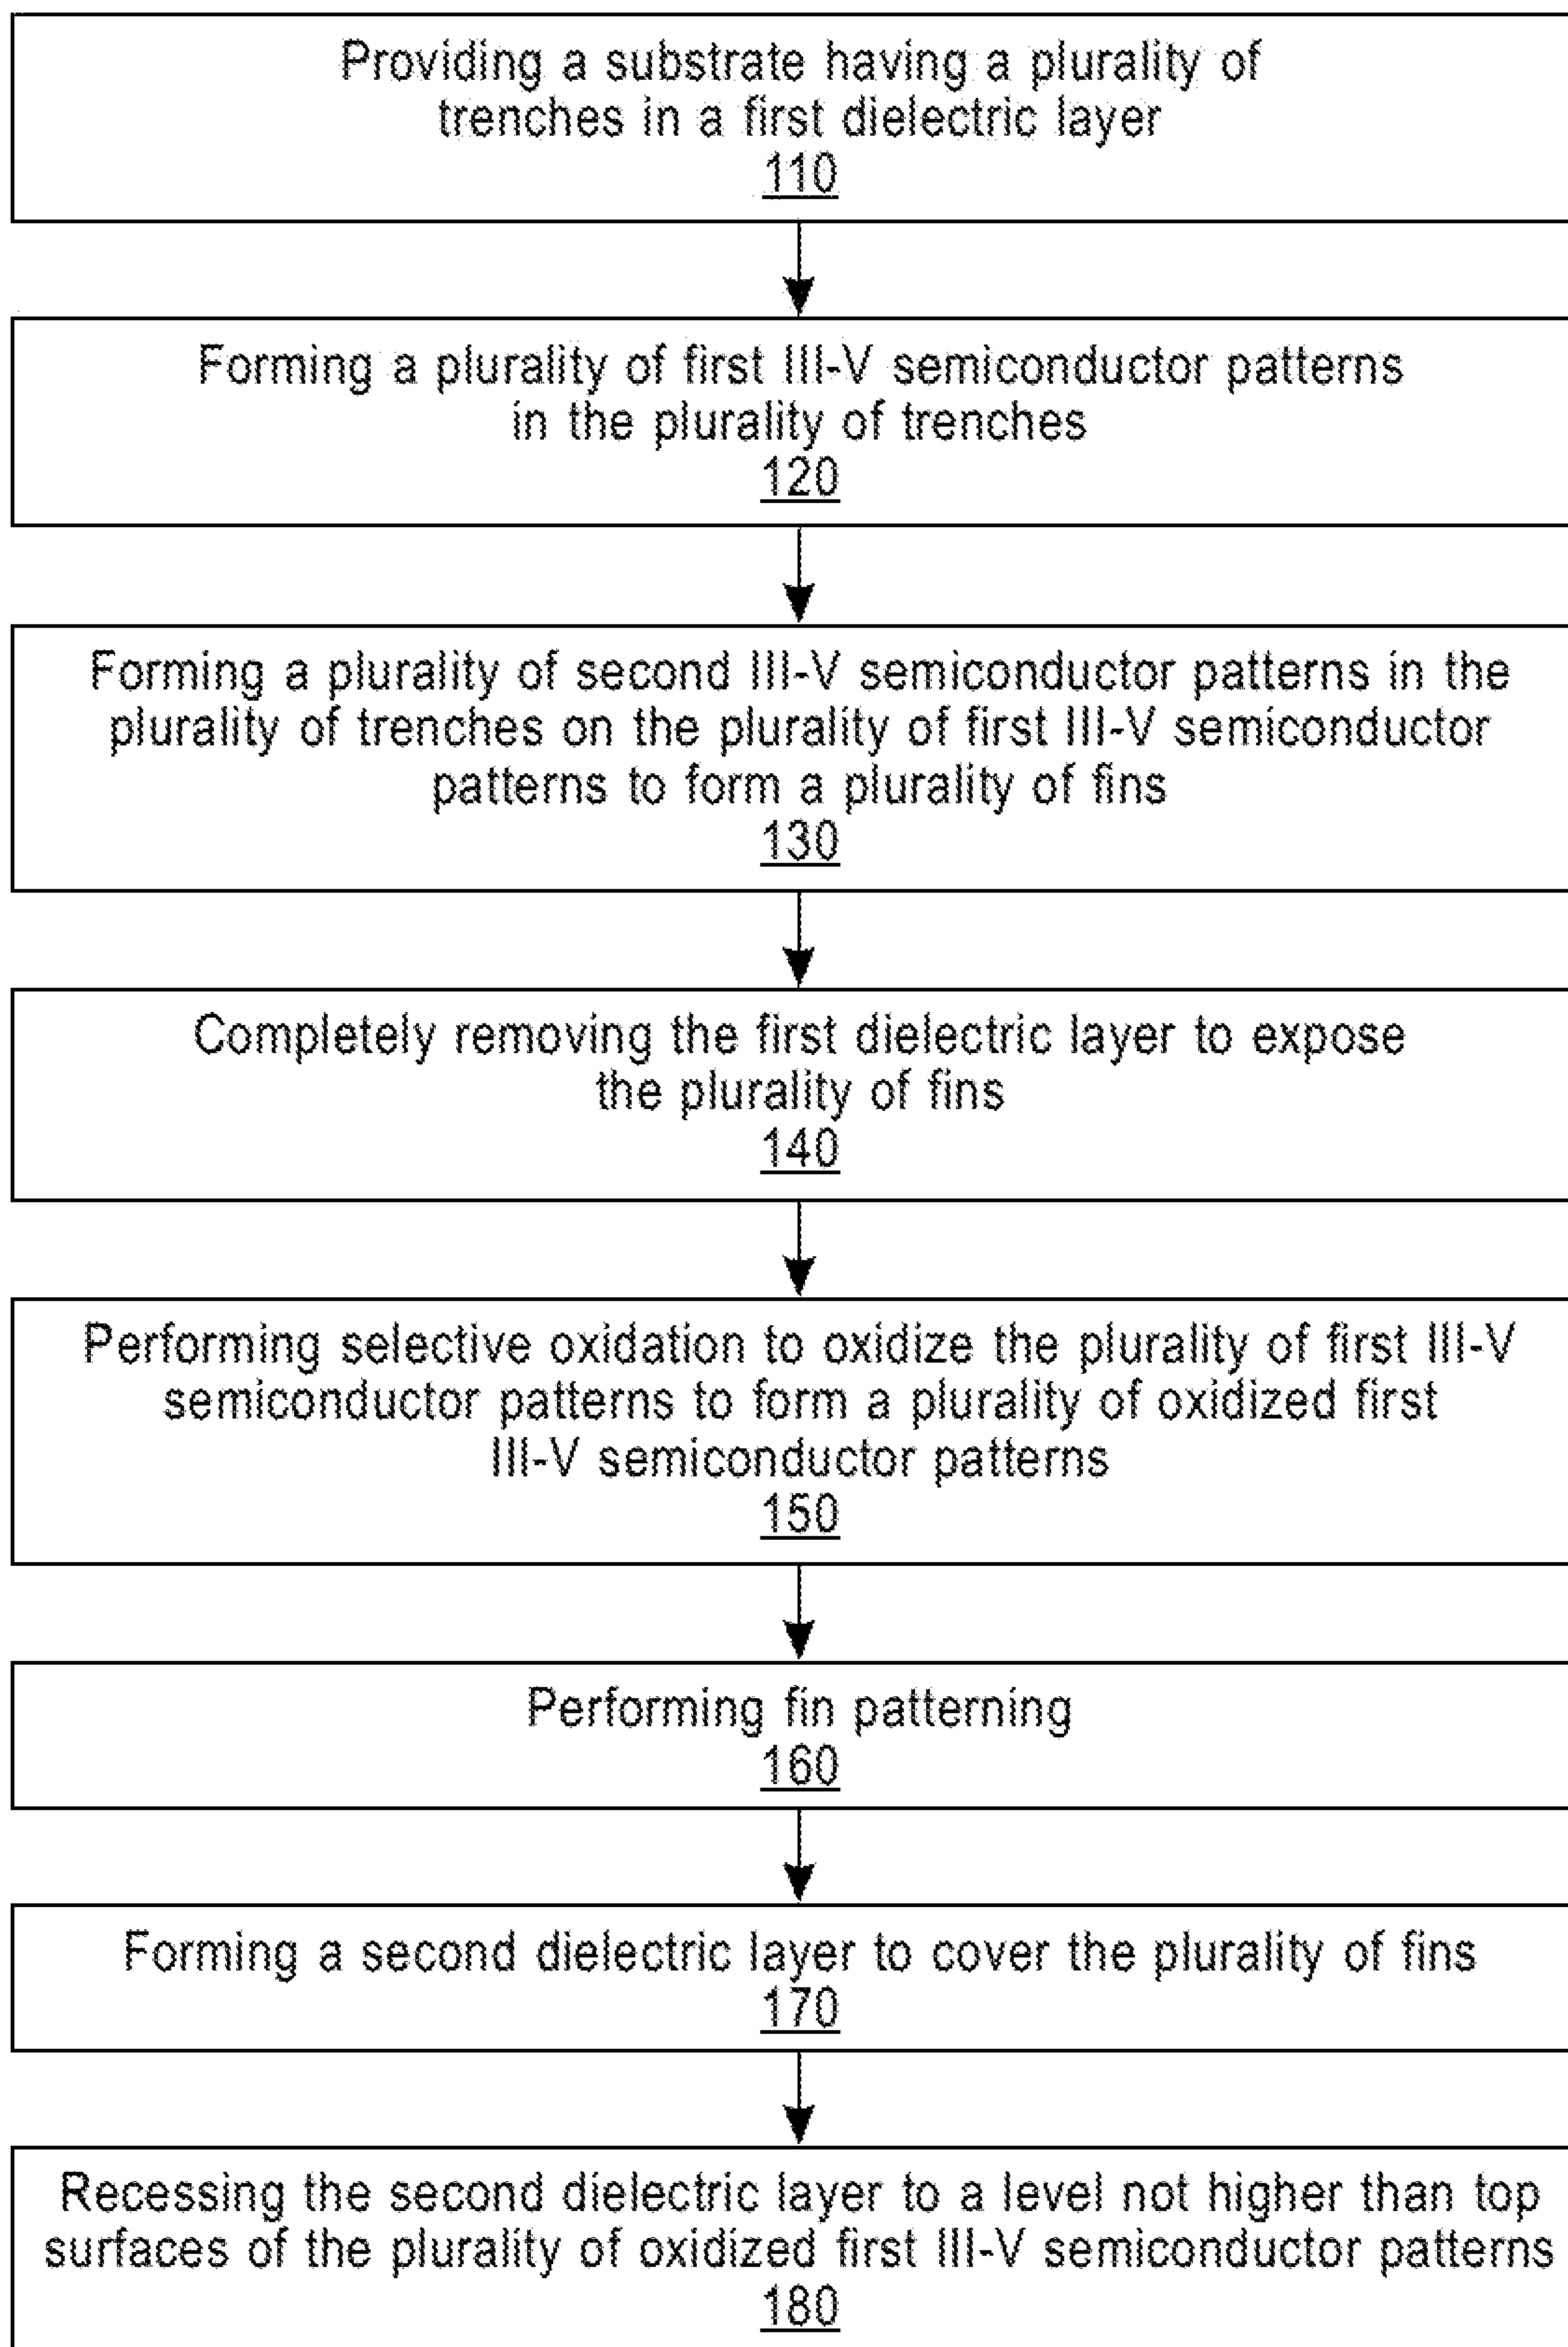 Providing a substrate having a plurality of
trenches in a first dielectric layer
110
Forming a plurality of first III-V semiconductor patterns
in the plurality of trenches
120
Forming a plurality of second III-V semiconductor patterns in the
plurality of trenches on the plurality of first III-V semiconductor
patterns to form a plurality of fins
130
Completely removing the first dielectric layer to expose
the plurality of fins
140
Performing selective oxidation to oxidize the plurality of first III-V
semiconductor patterns to form a plurality of oxidized first
III-V semiconductor patterns
150
Performing fin patterning
160
Forming a second dielectric layer to cover the plurality of fins
170
Recessing the second dielectric layer to a level not higher than top
surfaces of the plurality of oxidized first III-V semiconductor patterns
180